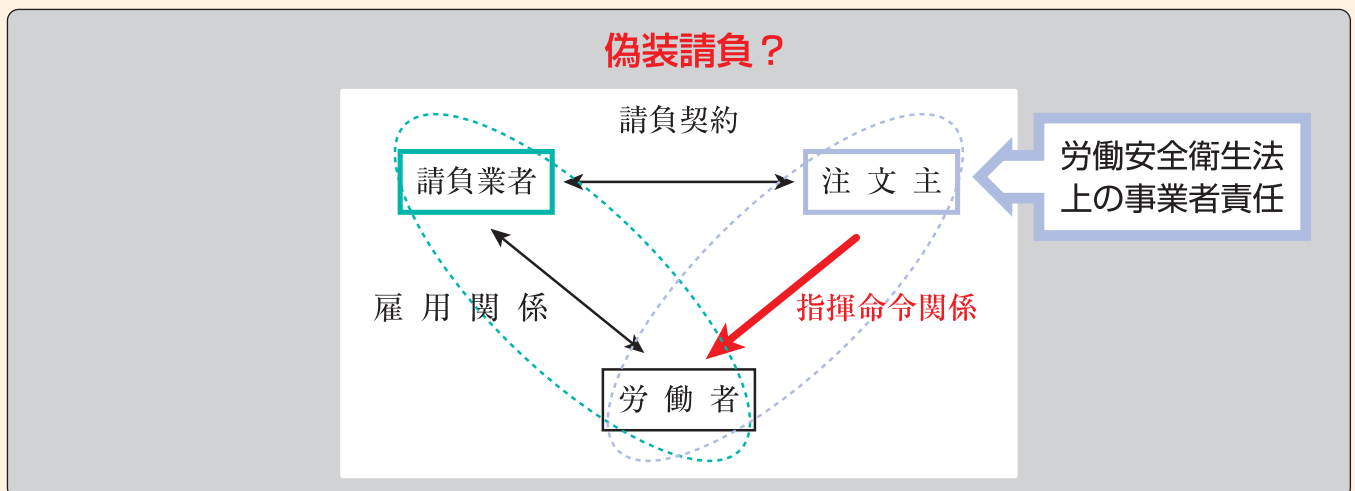 偽装請負？
請負契約
請負業者
注文主
労働安全衛生法
上の事業者責任
雇用関係
指揮命令関係
労働者